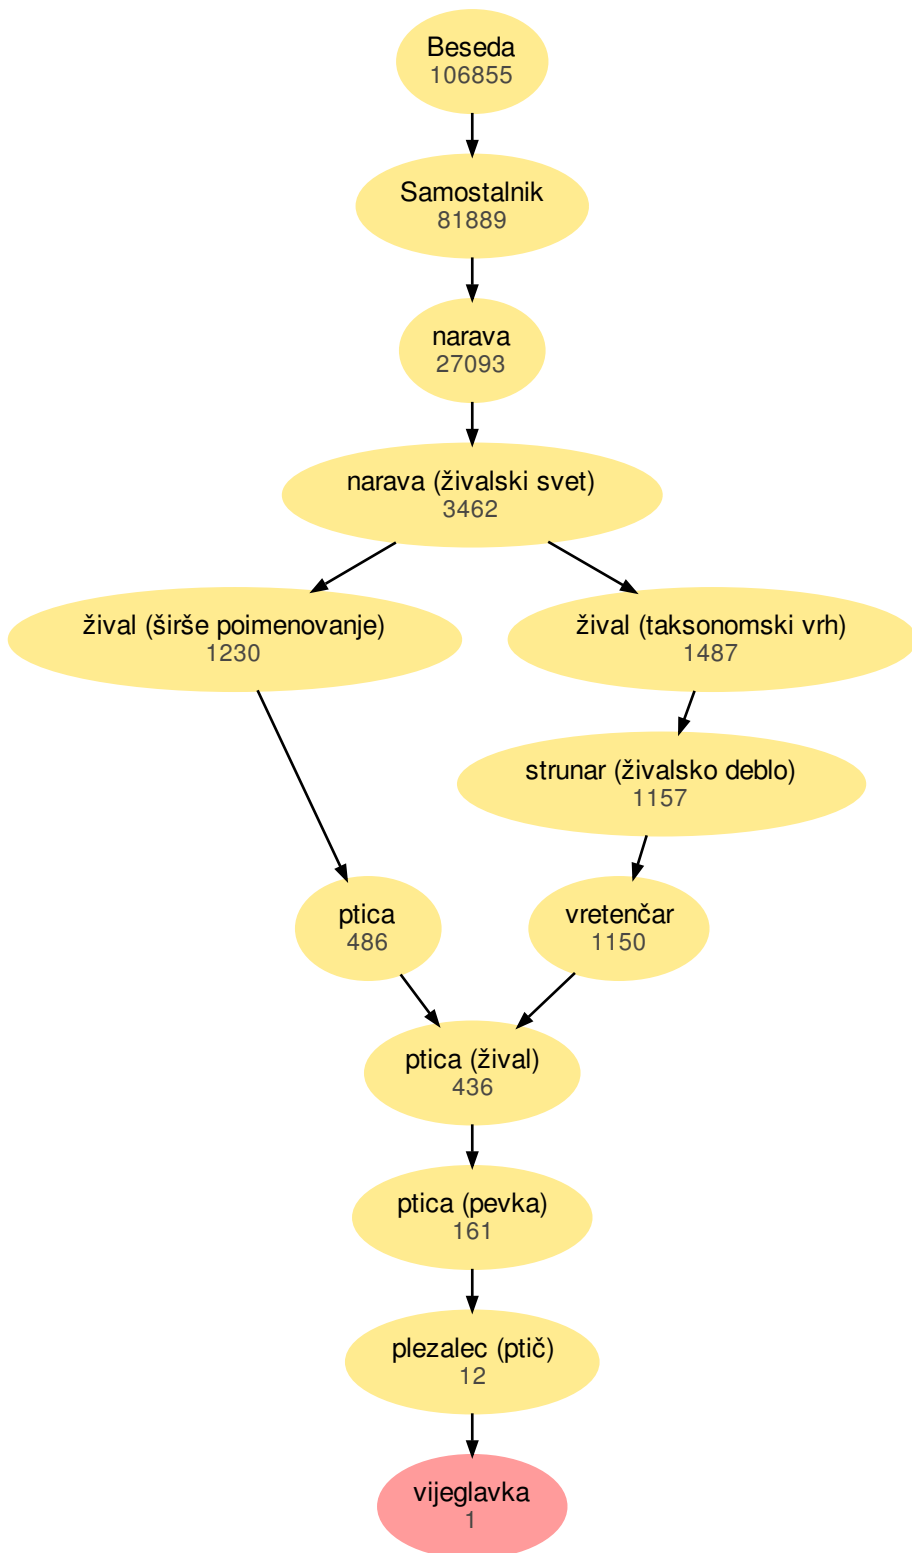 Beseda
106855
Samostalnik
81889
narava
27093
narava (živalski svet)
3462
žival (širše poimenovanje)
1230
žival (taksonomski vrh)
1487
strunar (živalsko deblo)
1157
ptica
486
vretenčar
1150
ptica (žival)
436
ptica (pevka)
161
plezalec (ptič)
12
vijeglavka
1